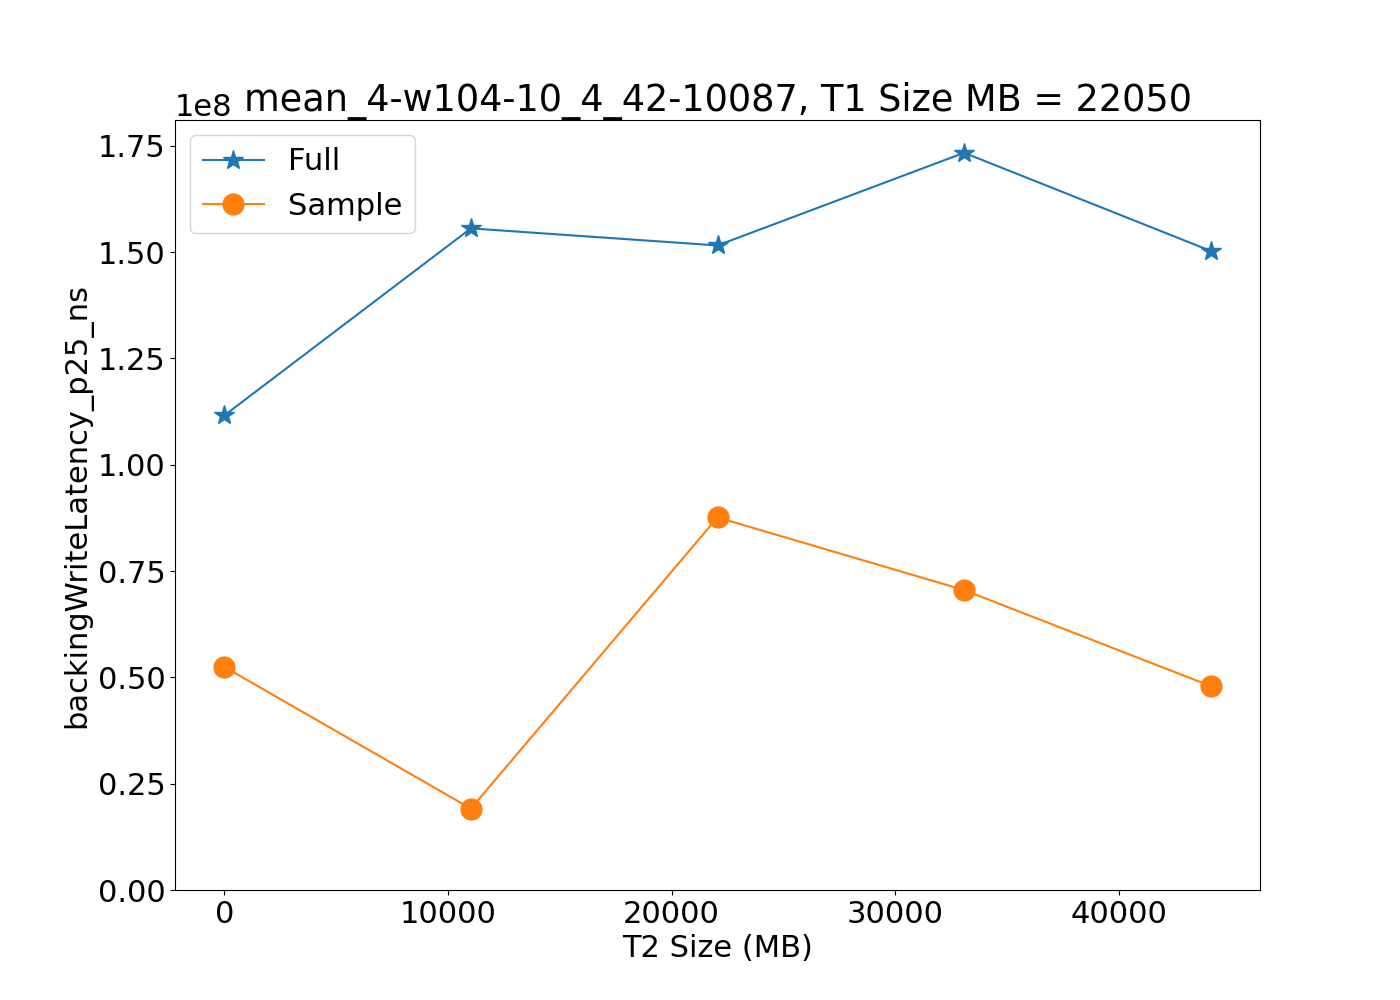 1e8 mean_4-w104-10_4_42-10087, T1 Size MB = 22050
Full
Sample
backingWriteLatency_p25_ns
1.75
1.50
1.25
1.00
0.75
0.50
0.25
0.00
0 10000 20000 30000 40000
T2 Size (MB)